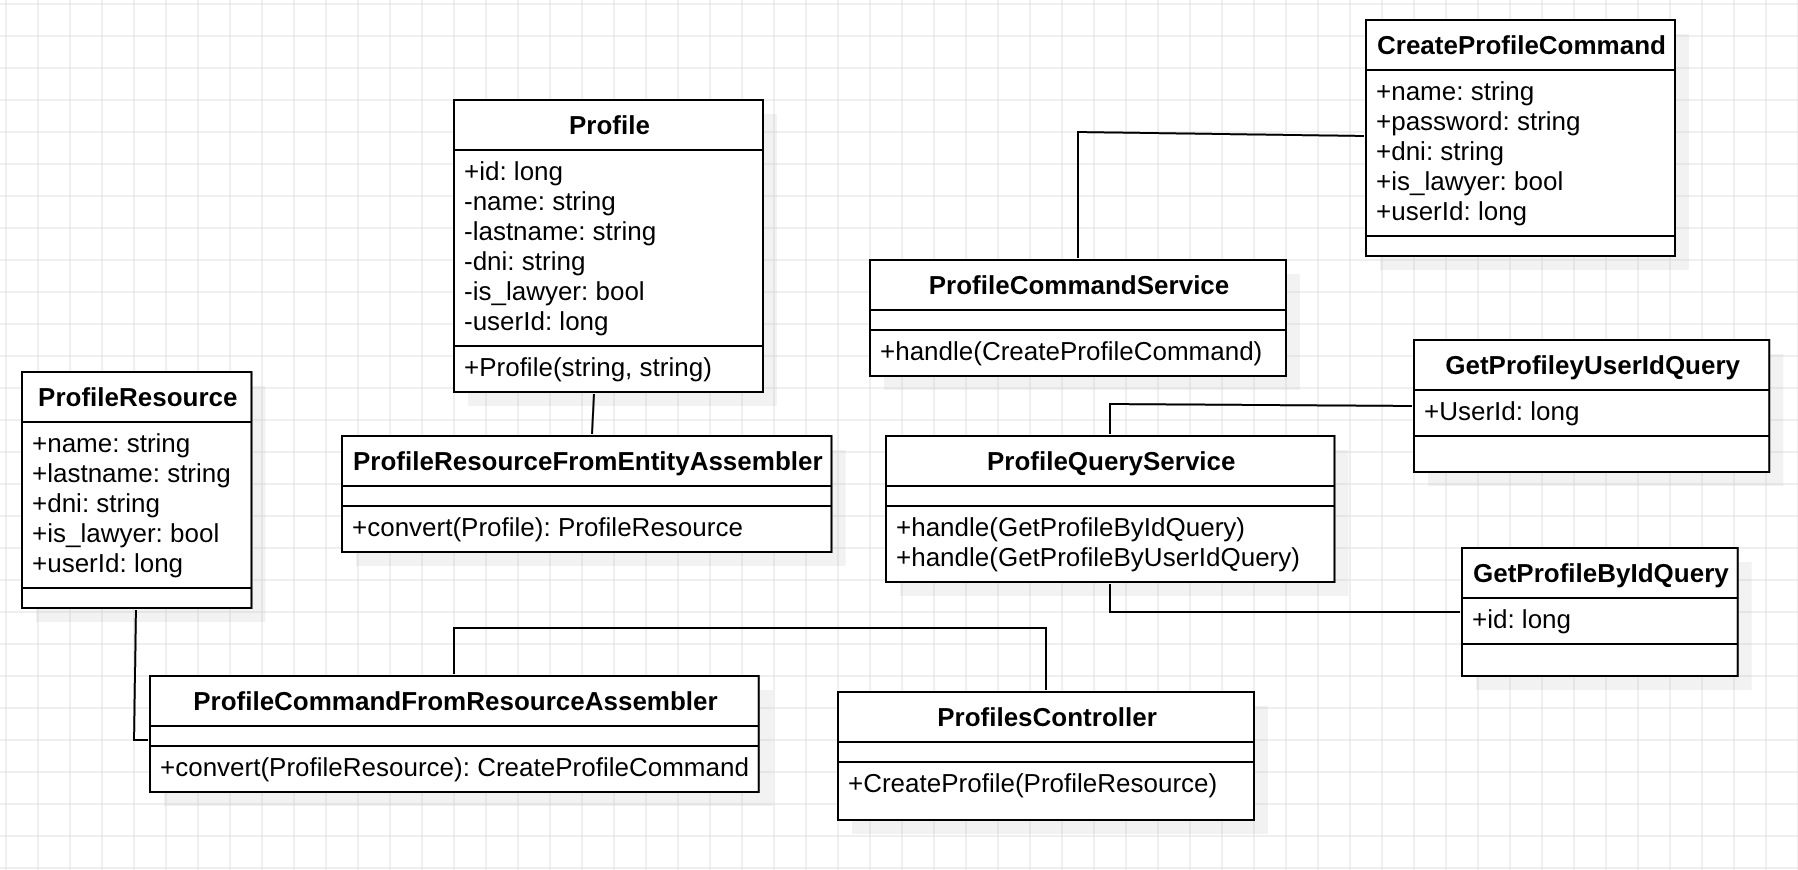 CreateProfileCommand
+name: string
+password: string
+dni: string
+is_lawyer: bool
+userId: long
Profile
+id: long
-name: string
-lastname: string
-dni: string
-is_lawyer: bool
-userId: long
+Profile(string, string)
ProfileCommandService
+handle(CreateProfileCommand)
GetProfileyUserIdQuery
+UserId: long
ProfileResource
+name: string
+lastname: string
+dni: string
+is_lawyer: bool
+userId: long
ProfileResourceFromEntityAssembler
+convert(Profile): ProfileResource
ProfileQueryService
+handle(GetProfileByIdQuery)
+handle(GetProfileByUserIdQuery)
GetProfileByIdQuery
+id: long
ProfileCommandFromResourceAssembler
+convert(ProfileResource): CreateProfileCommand
ProfilesController
+CreateProfile(ProfileResource)